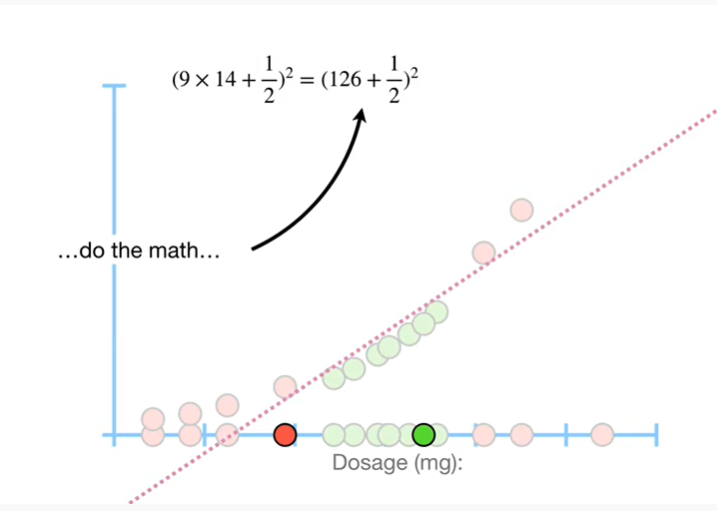 (9 × 14 + 1/2)² = (126 + 1/2)²
...do the math...
Dosage (mg):